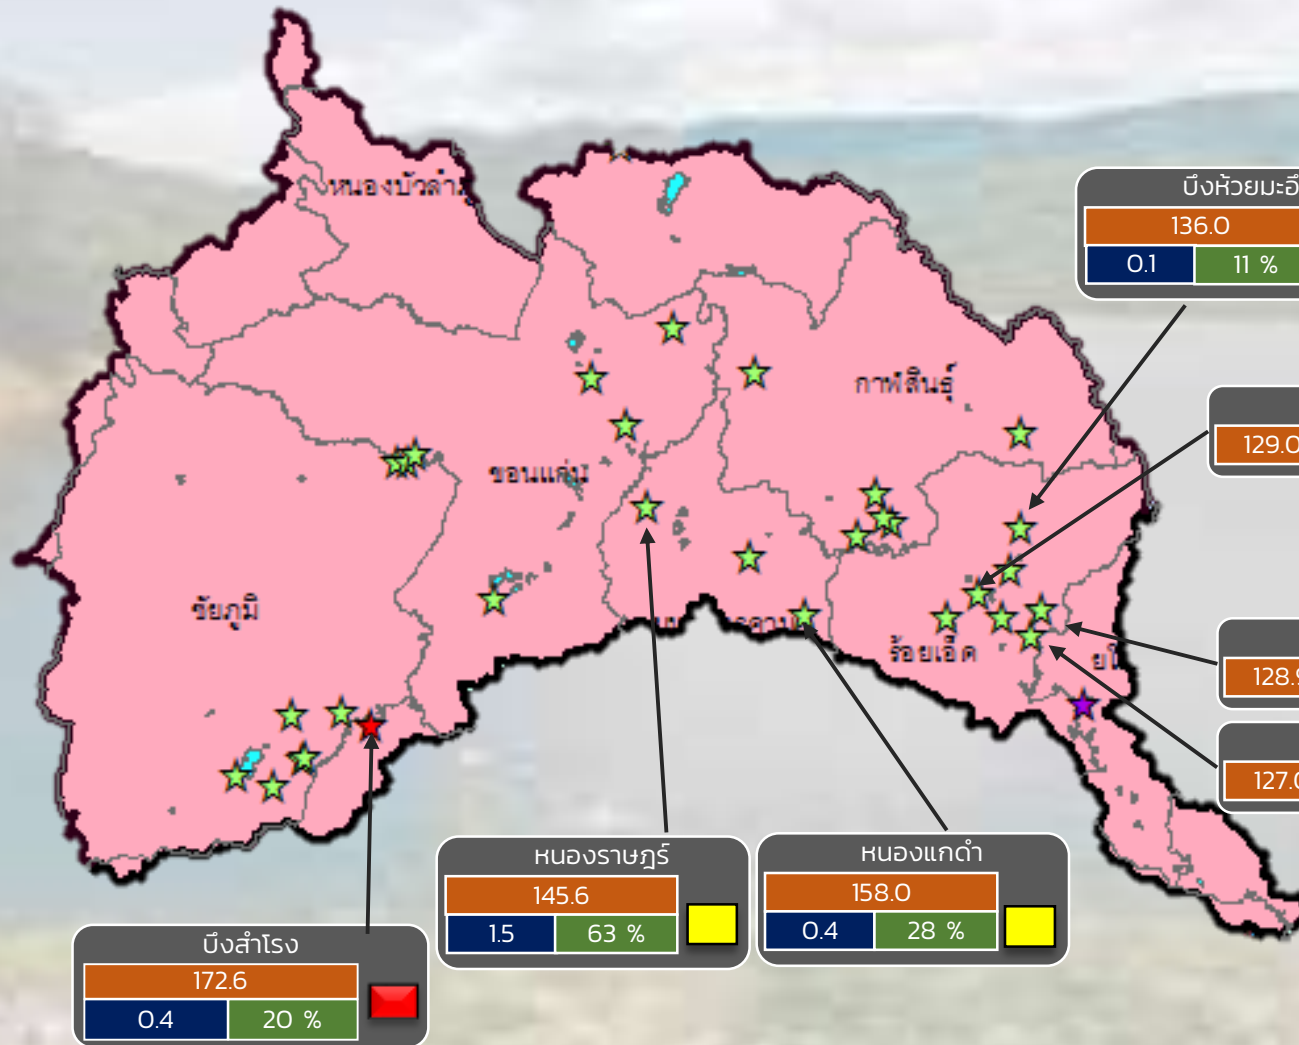 หนองบัวลำภู
บึงห้วยมะอึ
136.0
0.1 11 %
กาฬสินธุ์
129.0
ขอนแก่น
ชัยภูมิ
ร้อยเอ็ด
128.9
127.0
หนองราษฎร์
145.6
1.5 63 %
หนองแกดำ
158.0
0.4 28 %
บึงสำโรง
172.6
0.4 20 %